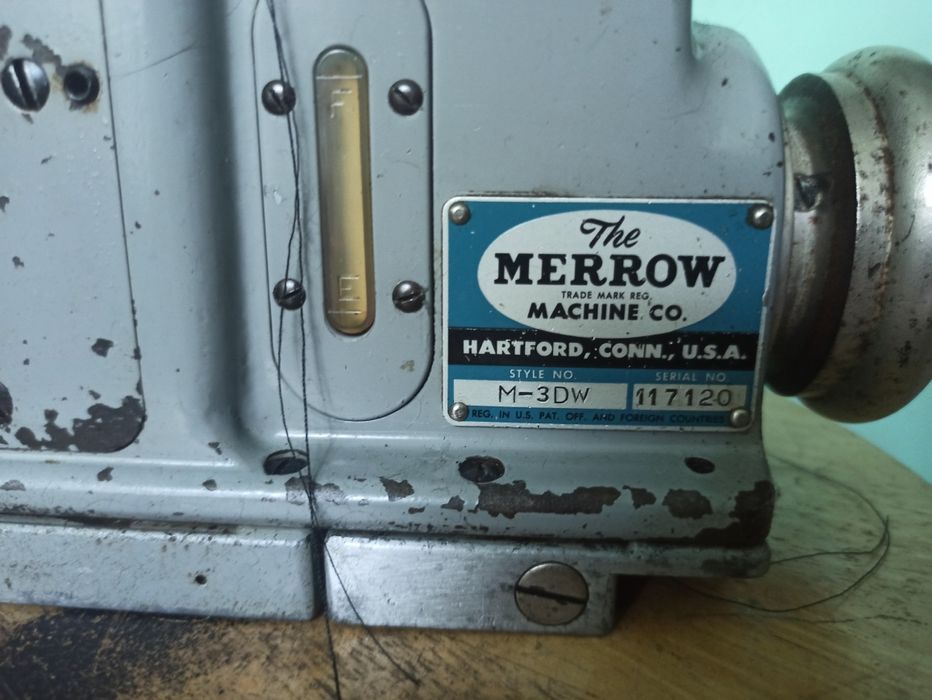 F
E
The
MERROW
TRADE MARK REG.
MACHINE CO.
HARTFORD, CONN., U.S.A.
STYLE NO. SERIAL NO.
M-3DW 117120
REG. IN U.S. PAT. OFF. AND FOREIGN COUNTRIES